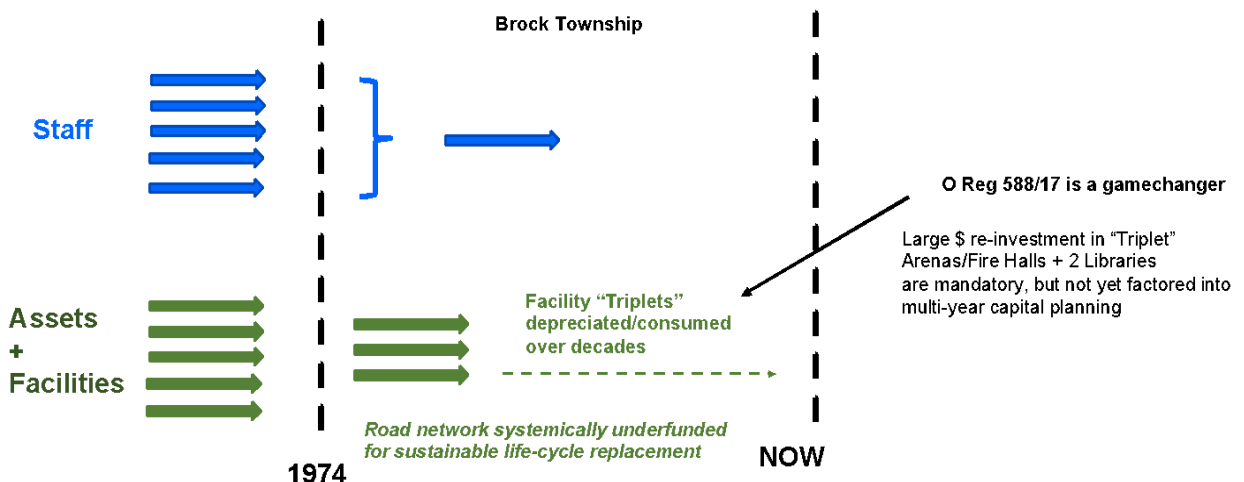 Brock Township
Staff
O Reg 588/17 is a gamechanger
Large $ re-investment in “Triplet”
Arenas/Fire Halls + 2 Libraries
are mandatory, but not yet factored into
multi-year capital planning
Assets
+
Facilities
Facility “Triplets”
depreciated/consumed
over decades
Road network systemically underfunded
for sustainable life-cycle replacement
1974
NOW